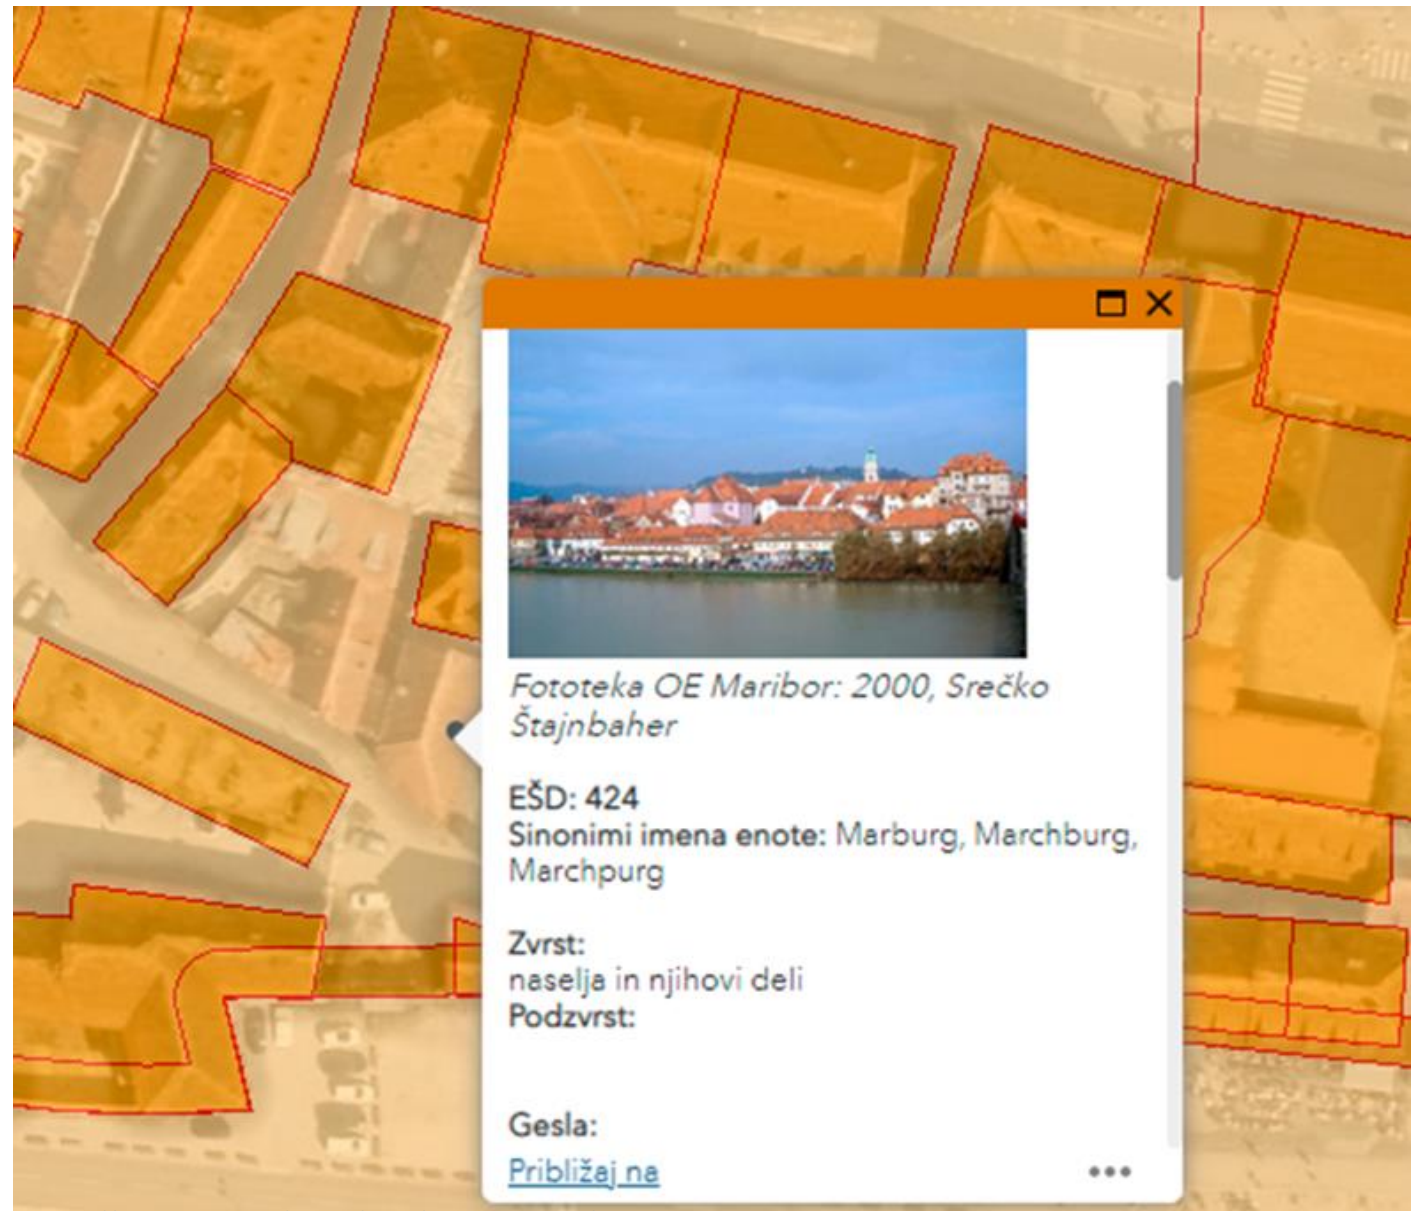 Fototeka OE Maribor: 2000, Srečko
Štajnbaher
EŠD: 424
Sinonimi imena enote: Marburg, Marchburg,
Marchpurg
Zvrst:
naselja in njihovi deli
Podzvrst:
Gesla:
Približaj na